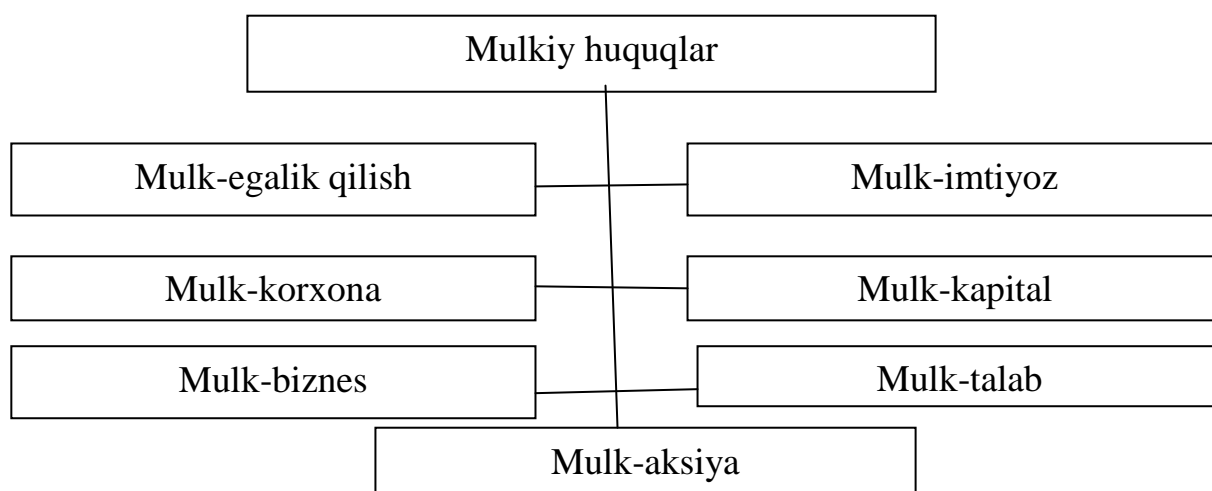 Mulkiy huquqlar
Mulk-egalik qilish
Mulk-imtiyoz
Mulk-korxona
Mulk-kapital
Mulk-biznes
Mulk-talab
Mulk-aksiya